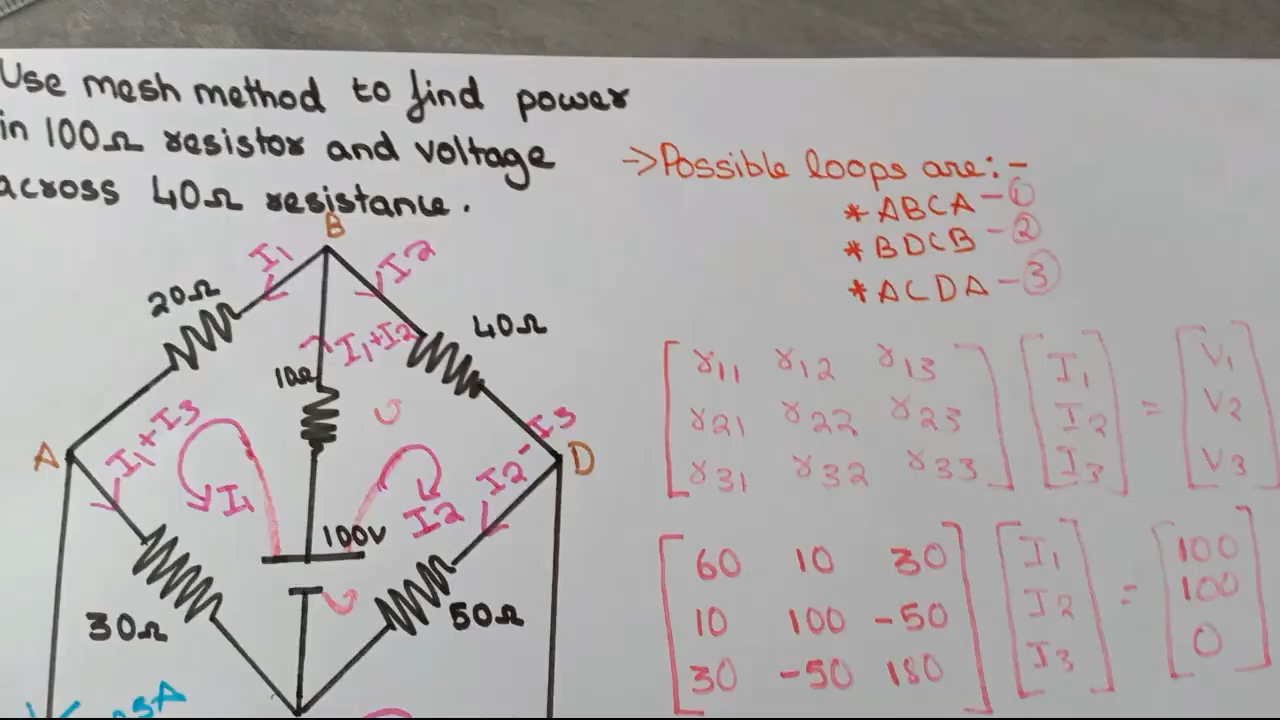 Use mesh method to find power
in 100Ω resistor and voltage
across 40Ω resistance.
->Possible loops are:-
*ABCA-①
*BDCB-②
*ACDA-③
B
I1
I2
20Ω
40Ω
I1+I2
10Ω
I1+I3
I2-I3
A
D
I1
I2
100V
30Ω
50Ω
r11 r12 r13 I1 V1
r21 r22 r23 I2 = V2
r31 r32 r33 I3 V3
60 10 30 I1 100
10 100 -50 I2 = 100
30 -50 180 I3 0